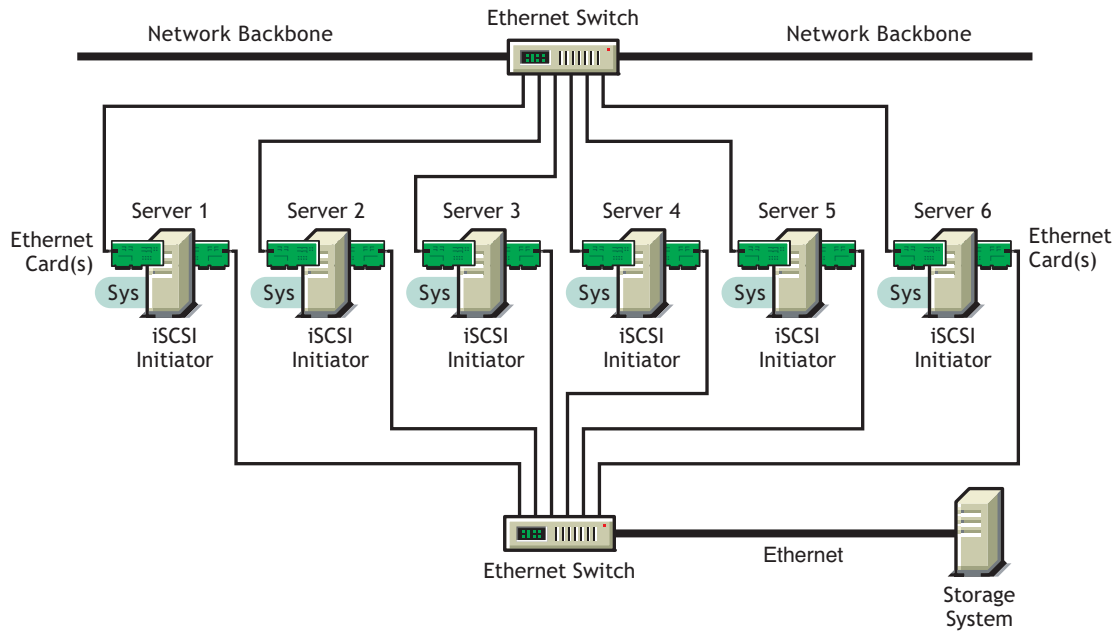 Ethernet Switch
Network Backbone
Network Backbone
Server 1
Server 2
Server 3
Server 4
Server 5
Server 6
Ethernet
Card(s)
Ethernet
Card(s)
Sys
Sys
Sys
Sys
Sys
Sys
iSCSI
Initiator
iSCSI
Initiator
iSCSI
Initiator
iSCSI
Initiator
iSCSI
Initiator
iSCSI
Initiator
Ethernet Switch
Ethernet
Storage
System